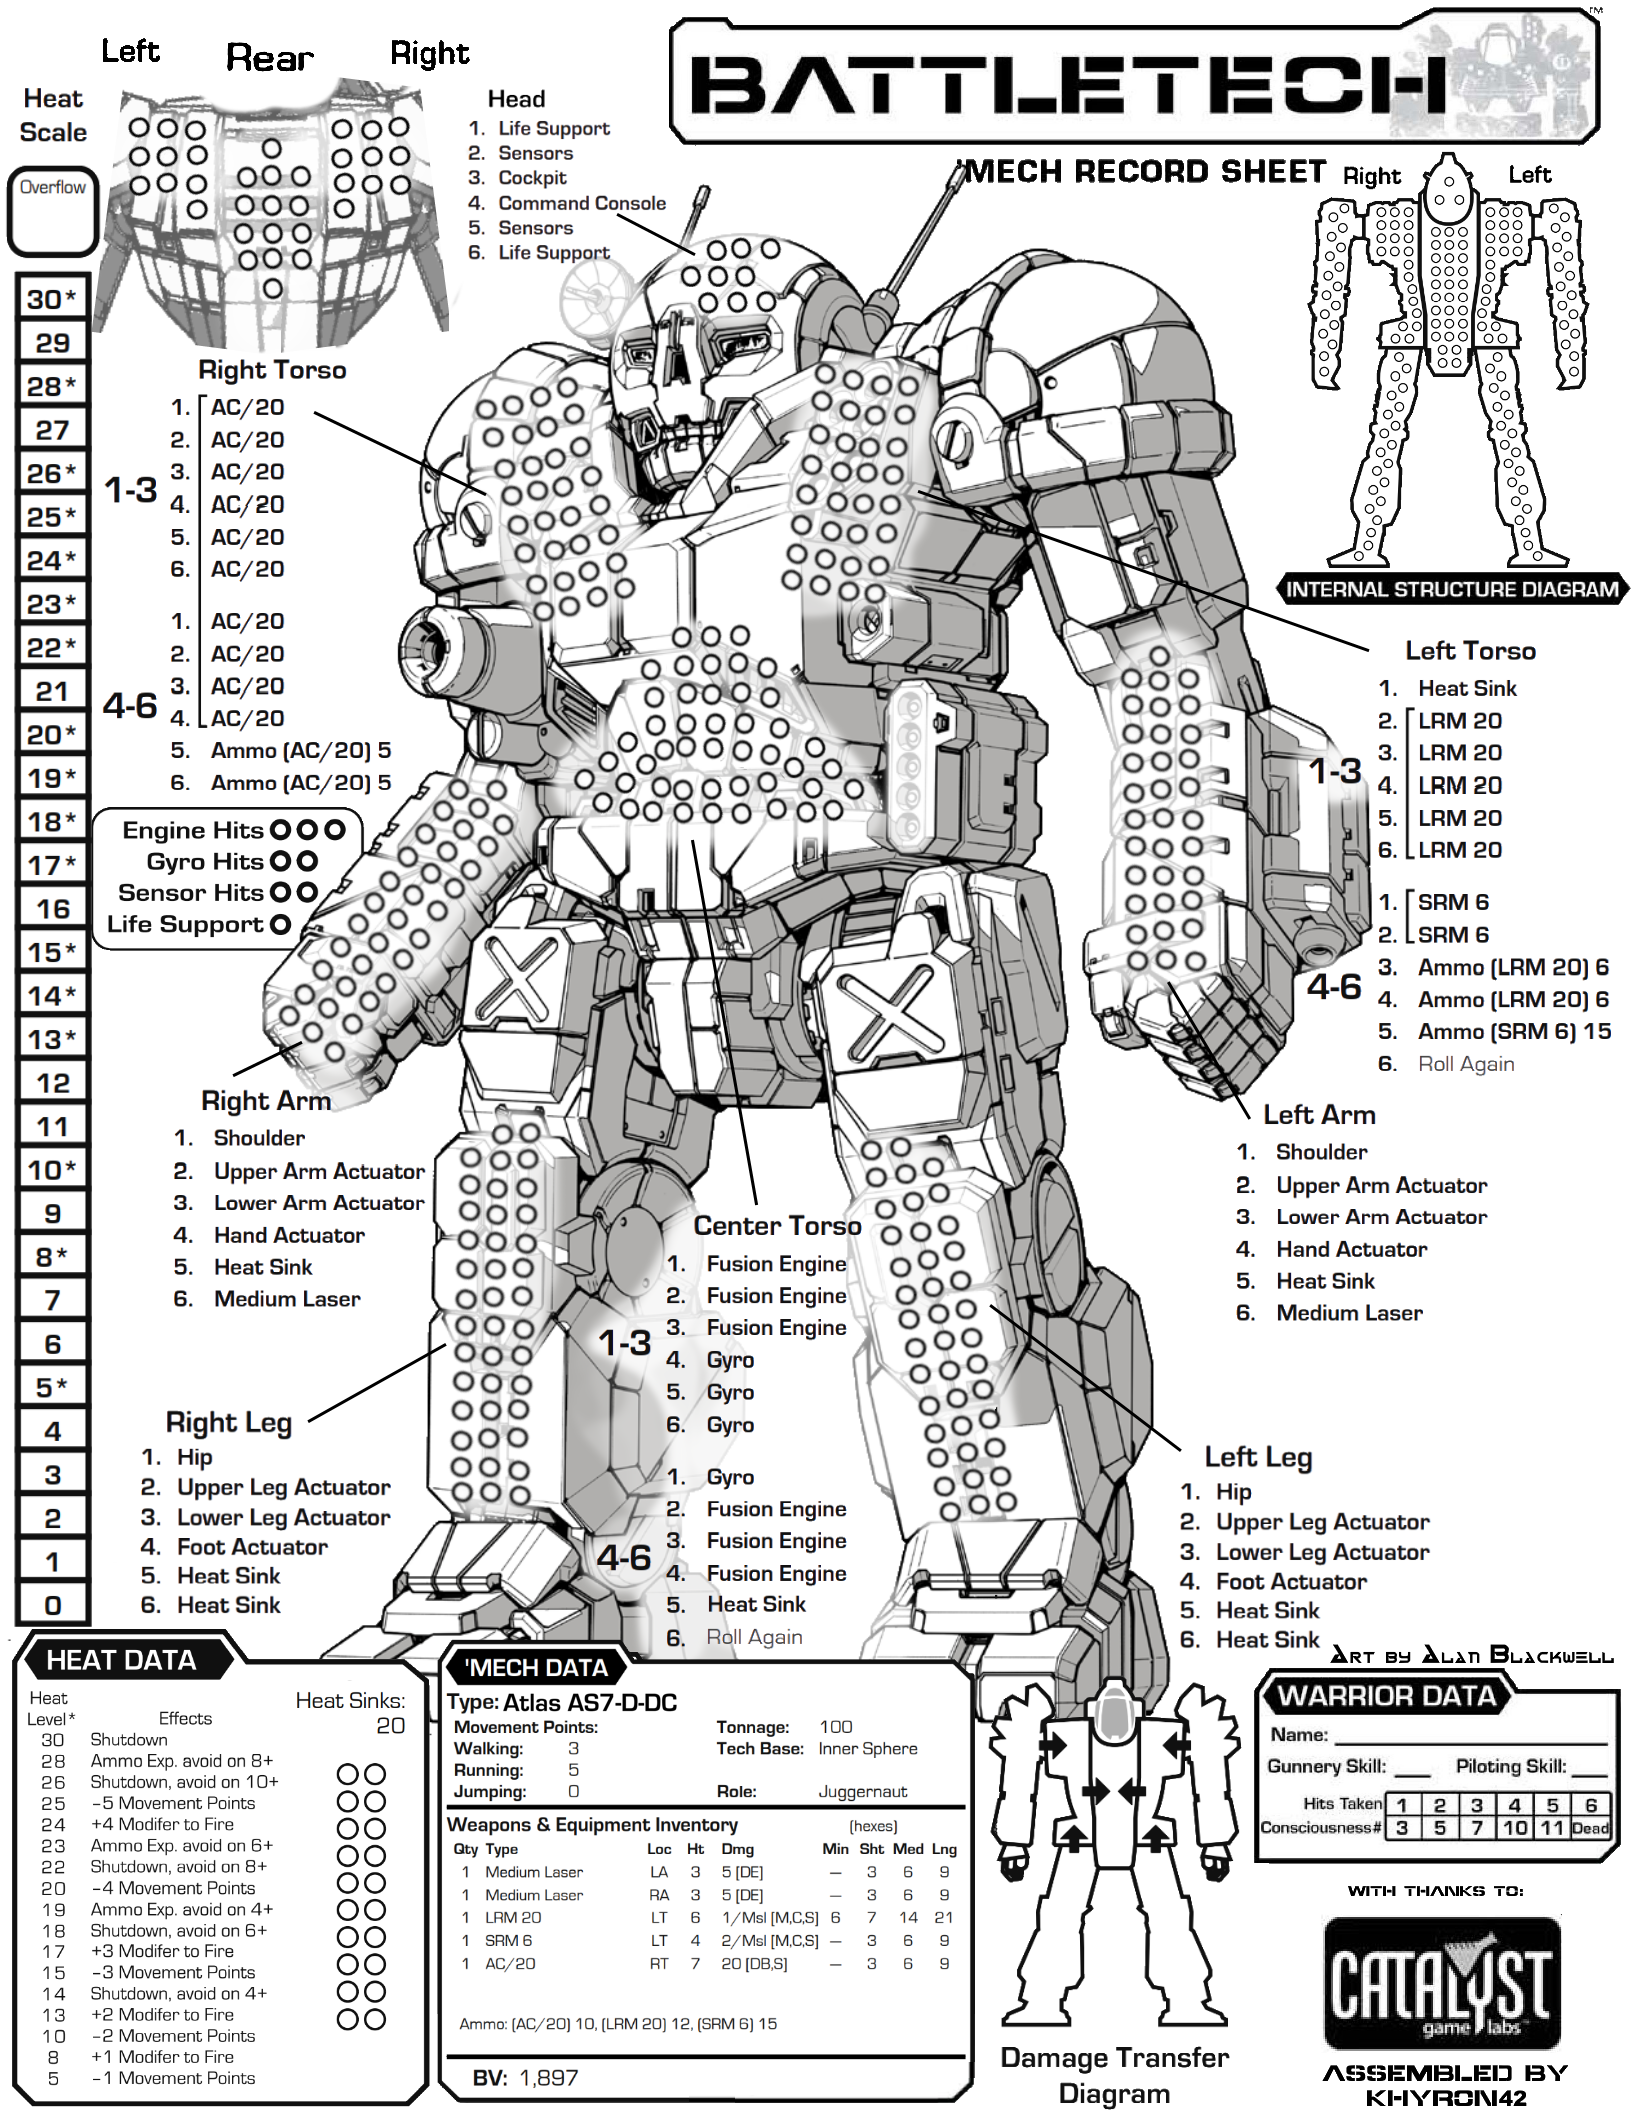 Left Rear Right
BATTLETECH™
'MECH RECORD SHEET
Heat
Scale
Overflow
30*
29
28*
27
26*
25*
24*
23*
22*
21
20*
19*
18*
17*
16
15*
14*
13*
12
11
10*
9
8*
7
6
5*
4
3
2
1
0
Head
1. Life Support
2. Sensors
3. Cockpit
4. Command Console
5. Sensors
6. Life Support
Right Left
INTERNAL STRUCTURE DIAGRAM
Right Torso
1-3
1. AC/20
2. AC/20
3. AC/20
4. AC/20
5. AC/20
6. AC/20
4-6
1. AC/20
2. AC/20
3. AC/20
4. AC/20
5. Ammo (AC/20) 5
6. Ammo (AC/20) 5
Engine Hits
Gyro Hits
Sensor Hits
Life Support
Left Torso
1-3
1. Heat Sink
2. LRM 20
3. LRM 20
4. LRM 20
5. LRM 20
6. LRM 20
4-6
1. SRM 6
2. SRM 6
3. Ammo (LRM 20) 6
4. Ammo (LRM 20) 6
5. Ammo (SRM 6) 15
6. Roll Again
Right Arm
1. Shoulder
2. Upper Arm Actuator
3. Lower Arm Actuator
4. Hand Actuator
5. Heat Sink
6. Medium Laser
Left Arm
1. Shoulder
2. Upper Arm Actuator
3. Lower Arm Actuator
4. Hand Actuator
5. Heat Sink
6. Medium Laser
Center Torso
1-3
1. Fusion Engine
2. Fusion Engine
3. Fusion Engine
4. Gyro
5. Gyro
6. Gyro
4-6
1. Gyro
2. Fusion Engine
3. Fusion Engine
4. Fusion Engine
5. Heat Sink
6. Roll Again
Right Leg
1. Hip
2. Upper Leg Actuator
3. Lower Leg Actuator
4. Foot Actuator
5. Heat Sink
6. Heat Sink
Left Leg
1. Hip
2. Upper Leg Actuator
3. Lower Leg Actuator
4. Foot Actuator
5. Heat Sink
6. Heat Sink
Art by Alan Blackwell
HEAT DATA
Heat
Level* Effects Heat Sinks:
20
30 Shutdown
28 Ammo Exp. avoid on 8+
26 Shutdown, avoid on 10+
25 -5 Movement Points
24 +4 Modifer to Fire
23 Ammo Exp. avoid on 6+
22 Shutdown, avoid on 8+
20 -4 Movement Points
19 Ammo Exp. avoid on 4+
18 Shutdown, avoid on 6+
17 +3 Modifer to Fire
15 -3 Movement Points
14 Shutdown, avoid on 4+
13 +2 Modifer to Fire
10 -2 Movement Points
8 +1 Modifer to Fire
5 -1 Movement Points
'MECH DATA
Type: Atlas AS7-D-DC
Movement Points: Tonnage: 100
Walking: 3 Tech Base: Inner Sphere
Running: 5
Jumping: 0 Role: Juggernaut
Weapons & Equipment Inventory (hexes)
Qty Type Loc Ht Dmg Min Sht Med Lng
1 Medium Laser LA 3 5 [DE] — 3 6 9
1 Medium Laser RA 3 5 [DE] — 3 6 9
1 LRM 20 LT 6 1/Msl [M,C,S] 6 7 14 21
1 SRM 6 LT 4 2/Msl [M,C,S] — 3 6 9
1 AC/20 RT 7 20 [DB,S] — 3 6 9
Ammo: (AC/20) 10, (LRM 20) 12, (SRM 6) 15
BV: 1,897
Damage Transfer
Diagram
WARRIOR DATA
Name:
Gunnery Skill: Piloting Skill:
Hits Taken 1 2 3 4 5 6
Consciousness# 3 5 7 10 11 Dead
WITH THANKS TO:
CATALYST
game labs™
ASSEMBLED BY
KHYRON42